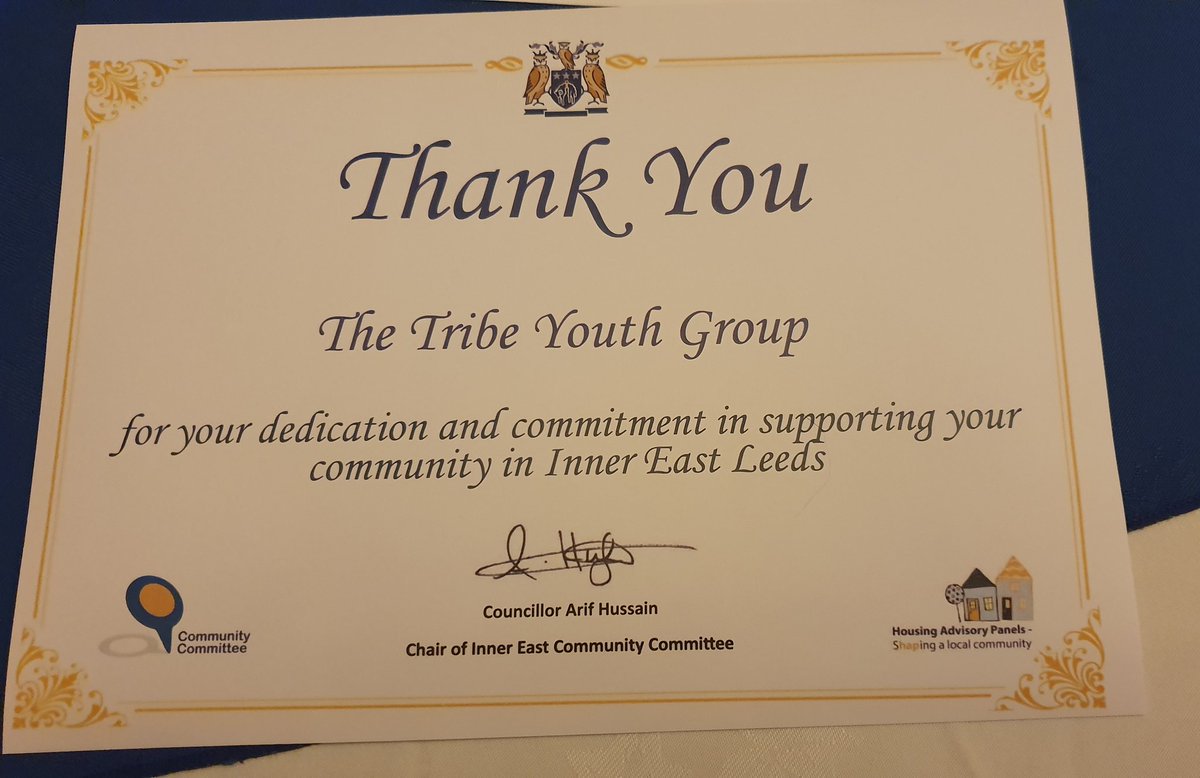 Thank You
The Tribe Youth Group
for your dedication and commitment in supporting your
community in Inner East Leeds
Councillor Arif Hussain
Chair of Inner East Community Committee
Community
Committee
Housing Advisory Panels -
Shaping a local community